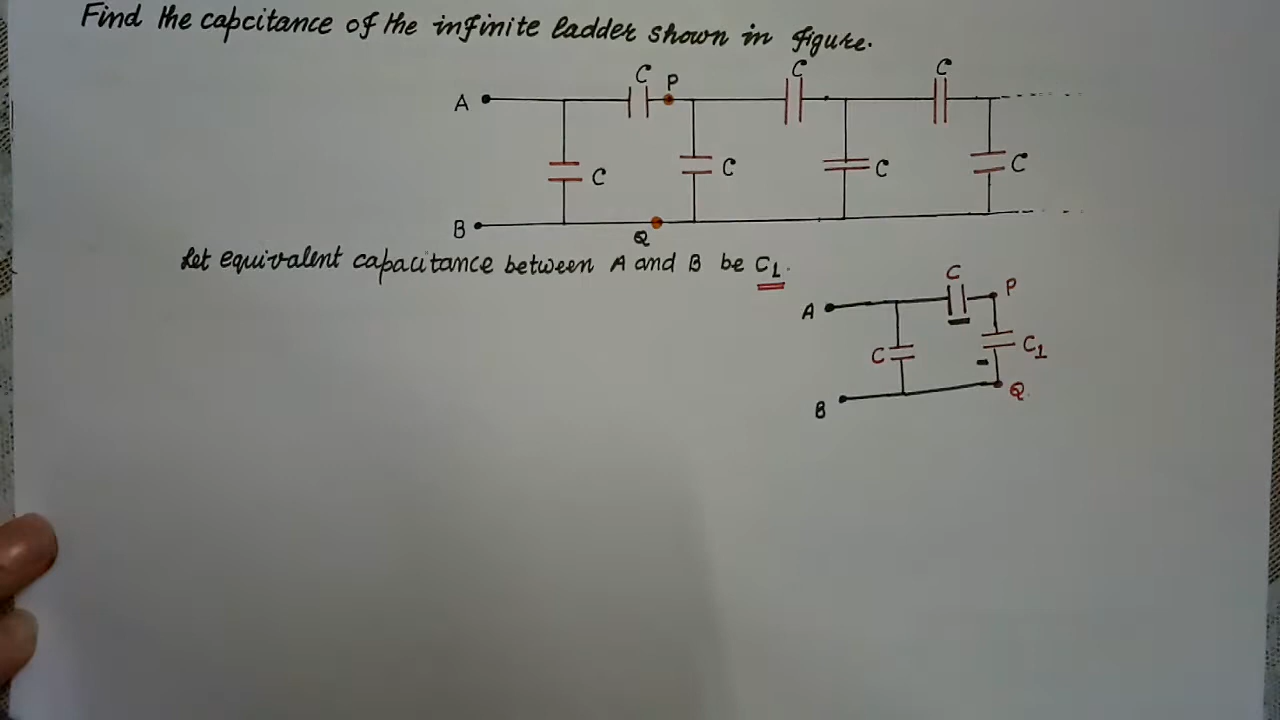 Find the capcitance of the infinite ladder shown in figure.
C P C C
A
C C C C
B
Q
Let equivalent capacitance between A and B be C1.
C P
A
C C1
B Q